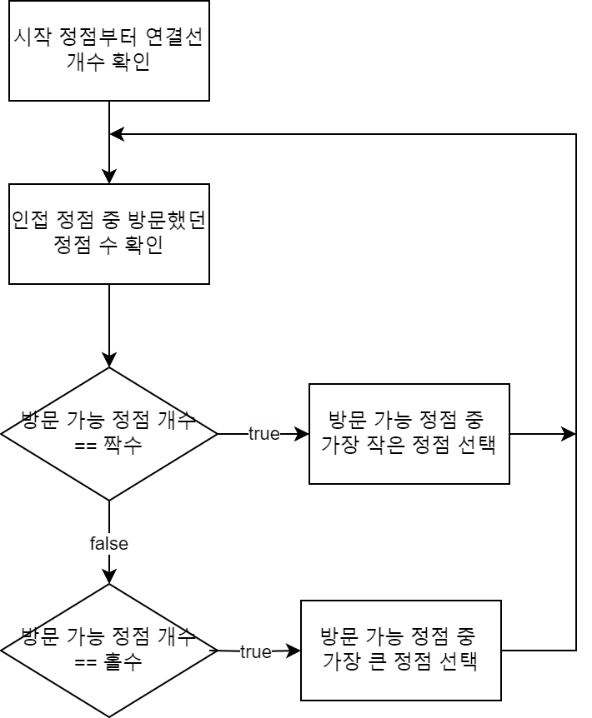 시작 정점부터 연결선
개수 확인
인접 정점 중 방문했던
정점 수 확인
방문 가능 정점 개수
== 짝수
true
방문 가능 정점 중
가장 작은 정점 선택
false
방문 가능 정점 개수
== 홀수
true
방문 가능 정점 중
가장 큰 정점 선택